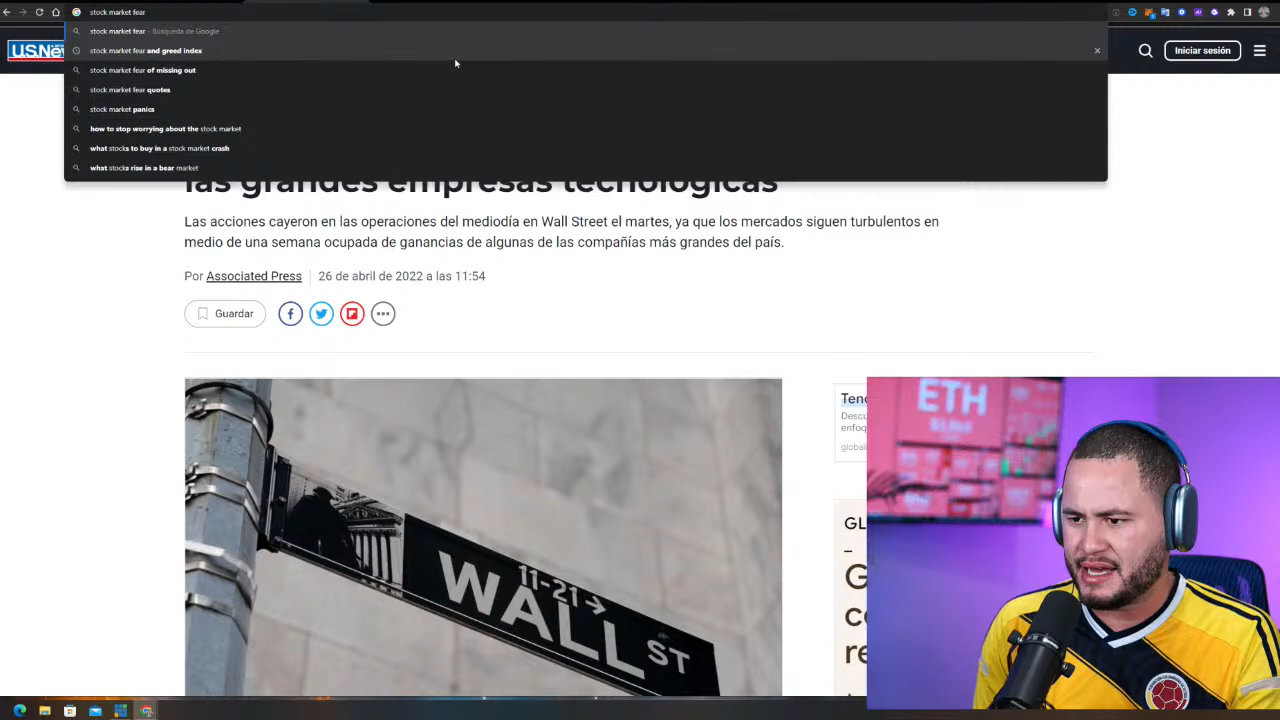 stock market fear
stock market fear - Búsqueda de Google
stock market fear and greed index
stock market fear of missing out
stock market fear quotes
stock market panics
how to stop worrying about the stock market
what stocks to buy in a stock market crash
what stocks rise in a bear market
U.S.
Iniciar sesión
las grandes empresas tecnológicas
Las acciones cayeron en las operaciones del mediodía en Wall Street el martes, ya que los mercados siguen turbulentos en
medio de una semana ocupada de ganancias de algunas de las compañías más grandes del país.
Por Associated Press | 26 de abril de 2022 a las 11:54
Guardar
11-21
WALL ST
ETH